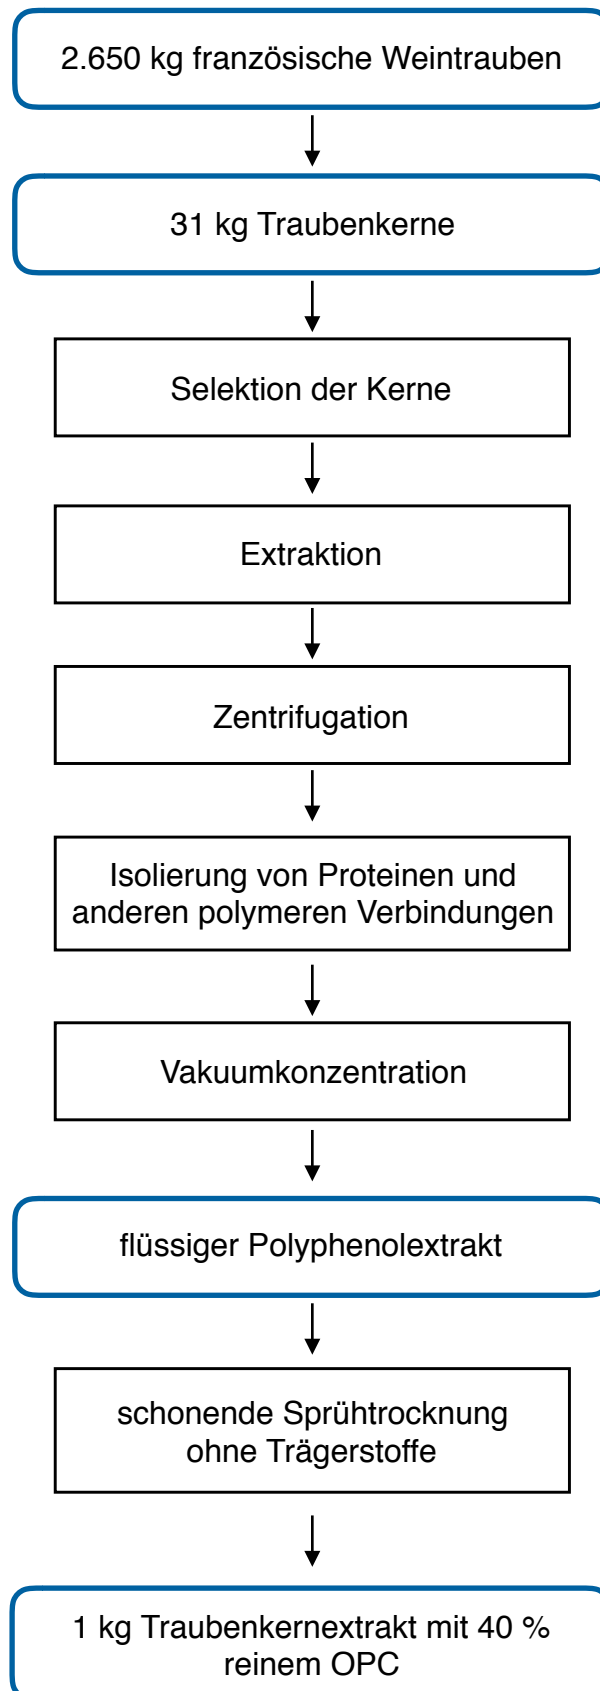 2.650 kg französische Weintrauben
31 kg Traubenkerne
Selektion der Kerne
Extraktion
Zentrifugation
Isolierung von Proteinen und
anderen polymeren Verbindungen
Vakuumkonzentration
flüssiger Polyphenolextrakt
schonende Sprühtrocknung
ohne Trägerstoffe
1 kg Traubenkernextrakt mit 40 %
reinem OPC